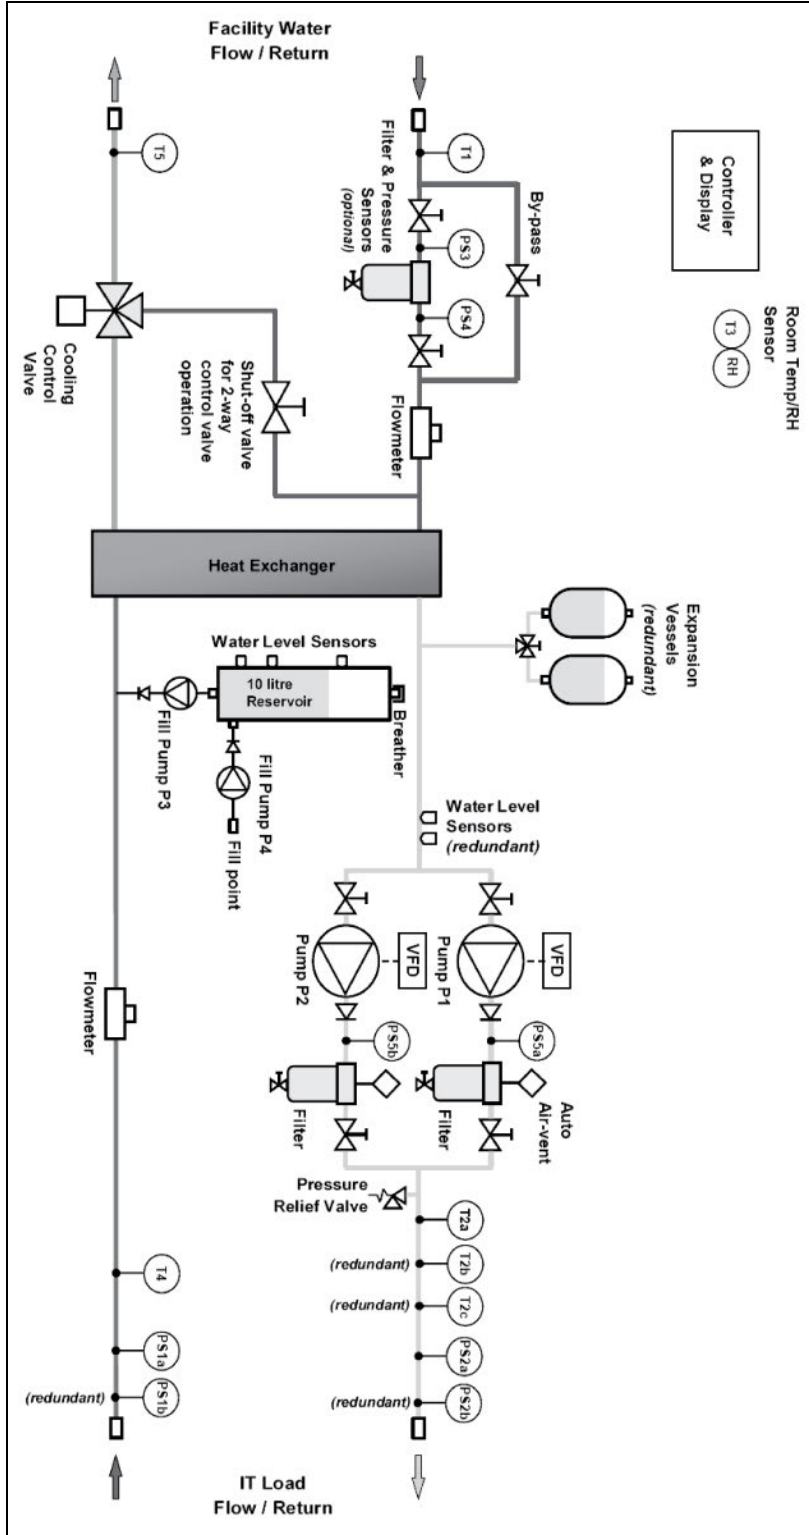 Facility Water
Flow / Return
T5
T1
Filter & Pressure
Sensors
(optional)
PS3
PS4
By-pass
Controller
& Display
Room Temp/RH
Sensor
T3
RH
Cooling
Control
Valve
Shut-off valve
for 2-way
control valve
operation
Flowmeter
Heat Exchanger
Expansion
Vessels
(redundant)
Water Level Sensors
10 litre
Reservoir
Breather
Fill Pump P3
Fill Pump P4
Fill point
Water Level
Sensors
(redundant)
Pump P2
VFD
Pump P1
VFD
Flowmeter
PS5b
PS5a
Filter
Filter
Auto
Air-vent
Pressure
Relief Valve
T2a
(redundant)
T2b
(redundant)
T2c
T4
PS1a
PS2a
(redundant)
PS1b
(redundant)
PS2b
IT Load
Flow / Return